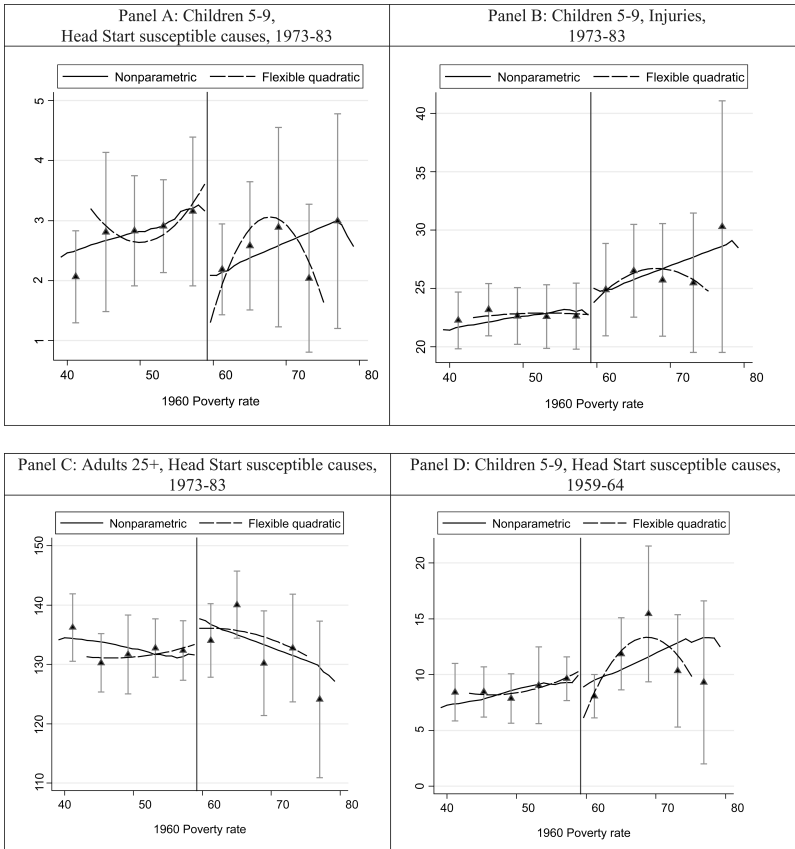 Panel A: Children 5-9,
Head Start susceptible causes, 1973-83
Nonparametric Flexible quadratic
5
4
3
2
1
40 50 60 70 80
1960 Poverty rate
Panel B: Children 5-9, Injuries,
1973-83
Nonparametric Flexible quadratic
40
35
30
25
20
40 50 60 70 80
1960 Poverty rate
Panel C: Adults 25+, Head Start susceptible causes,
1973-83
Nonparametric Flexible quadratic
150
140
130
120
110
40 50 60 70 80
1960 Poverty rate
Panel D: Children 5-9, Head Start susceptible causes,
1959-64
Nonparametric Flexible quadratic
20
15
10
5
0
40 50 60 70 80
1960 Poverty rate